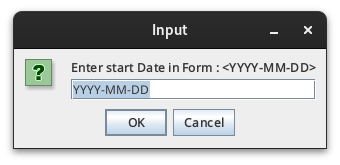 Input
Enter start Date in Form : <YYYY-MM-DD>
YYYY-MM-DD
OK
Cancel